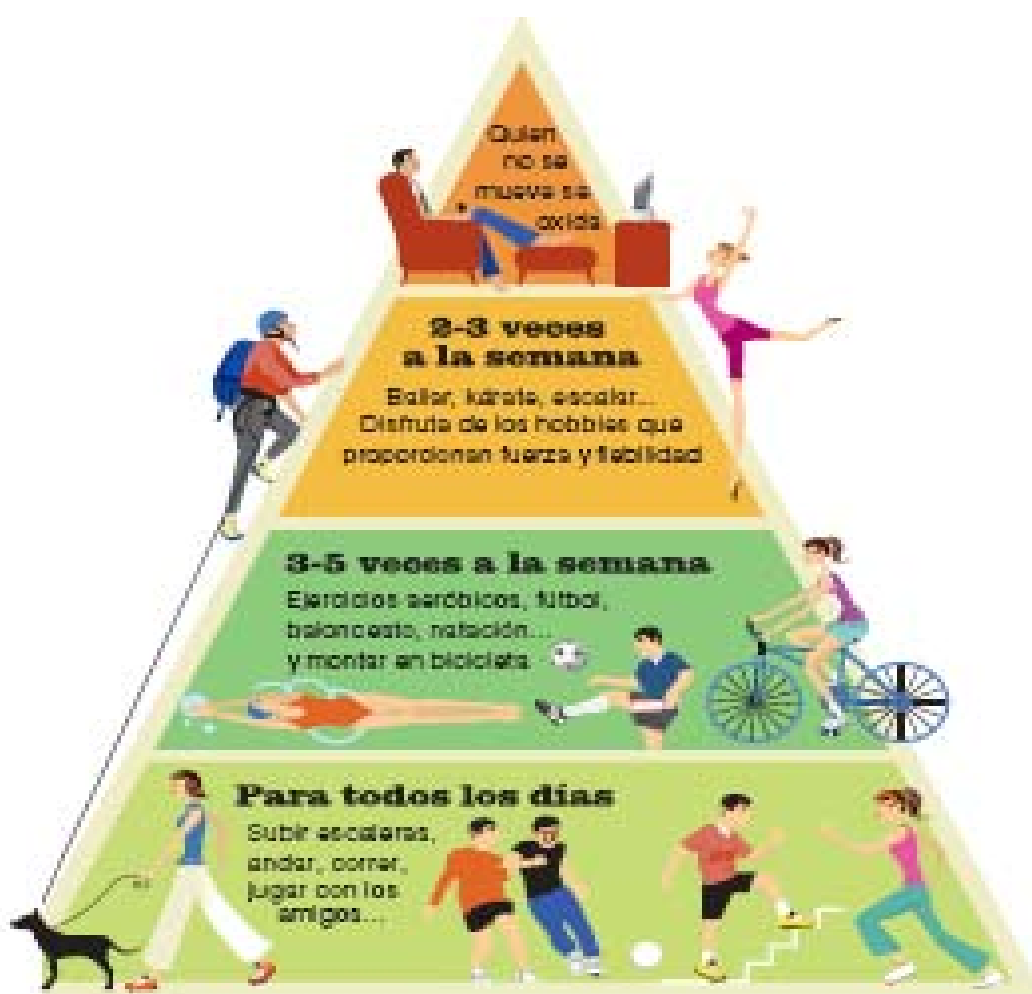 Quien
no se
mueve se
oxida
2-3 veces
a la semana
Bailar, kárate, escalar...
Disfruta de los hobbies que
proporcionan fuerza y flebilidad
3-5 veces a la semana
Ejercicios aeróbicos, fútbol,
baloncesto, natación...
y montar en bicicleta
Para todos los días
Subir escaleras,
andar, correr,
jugar con los
amigos...